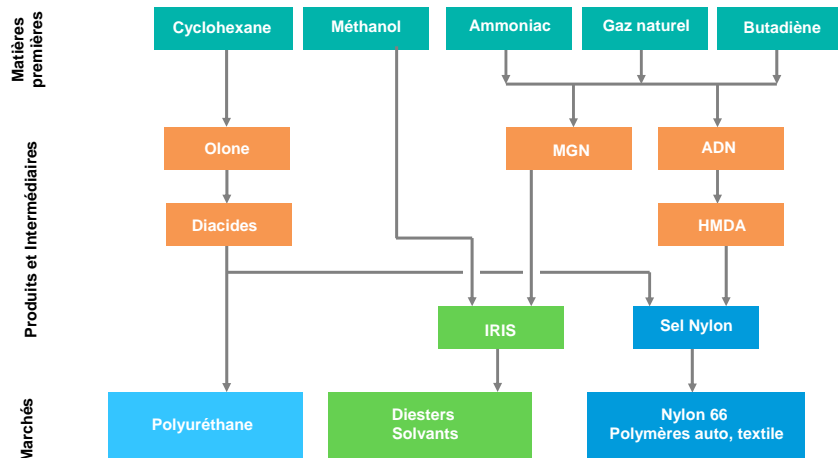 Matières
premières
Cyclohexane
Méthanol
Ammoniac
Gaz naturel
Butadiène
Produits et Intermédiaires
Olone
MGN
ADN
Diacides
HMDA
IRIS
Sel Nylon
Marchés
Polyuréthane
Diesters
Solvants
Nylon 66
Polymères auto, textile